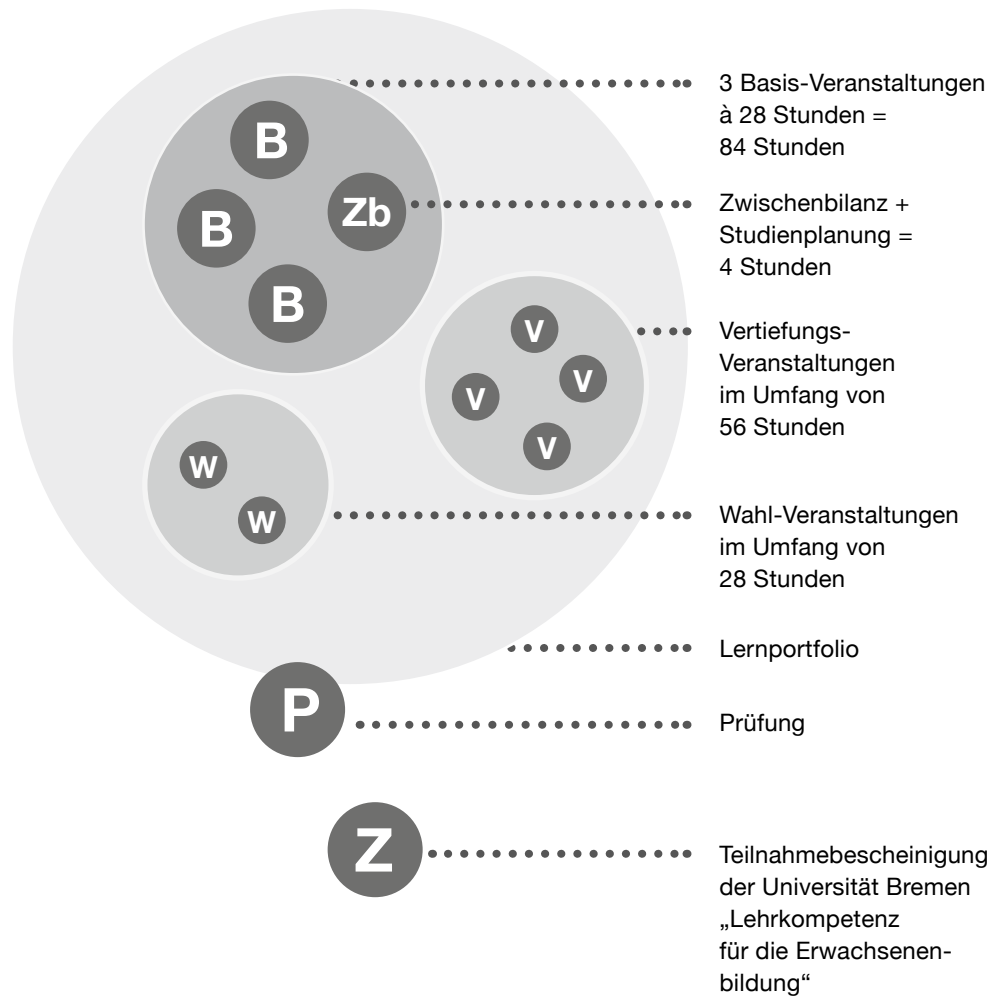 B
3 Basis-Veranstaltungen
à 28 Stunden =
84 Stunden
B
Zb
B
Zwischenbilanz +
Studienplanung =
4 Stunden
V
V
V
V
Vertiefungs-
Veranstaltungen
im Umfang von
56 Stunden
W
W
Wahl-Veranstaltungen
im Umfang von
28 Stunden
Lernportfolio
P
Prüfung
Z
Teilnahmebescheinigung
der Universität Bremen
„Lehrkompetenz
für die Erwachsenen-
bildung“